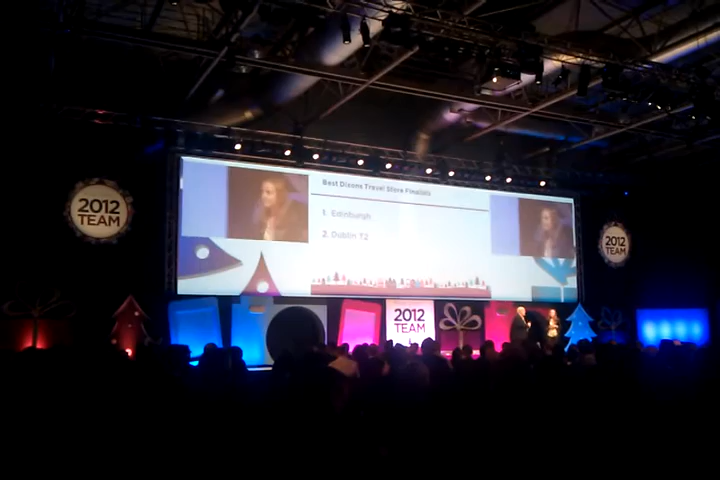 Best Dixons Travel Store Finalists
1. Edinburgh
2. Dublin T2
2012
TEAM
2012
TEAM
2012
TEAM